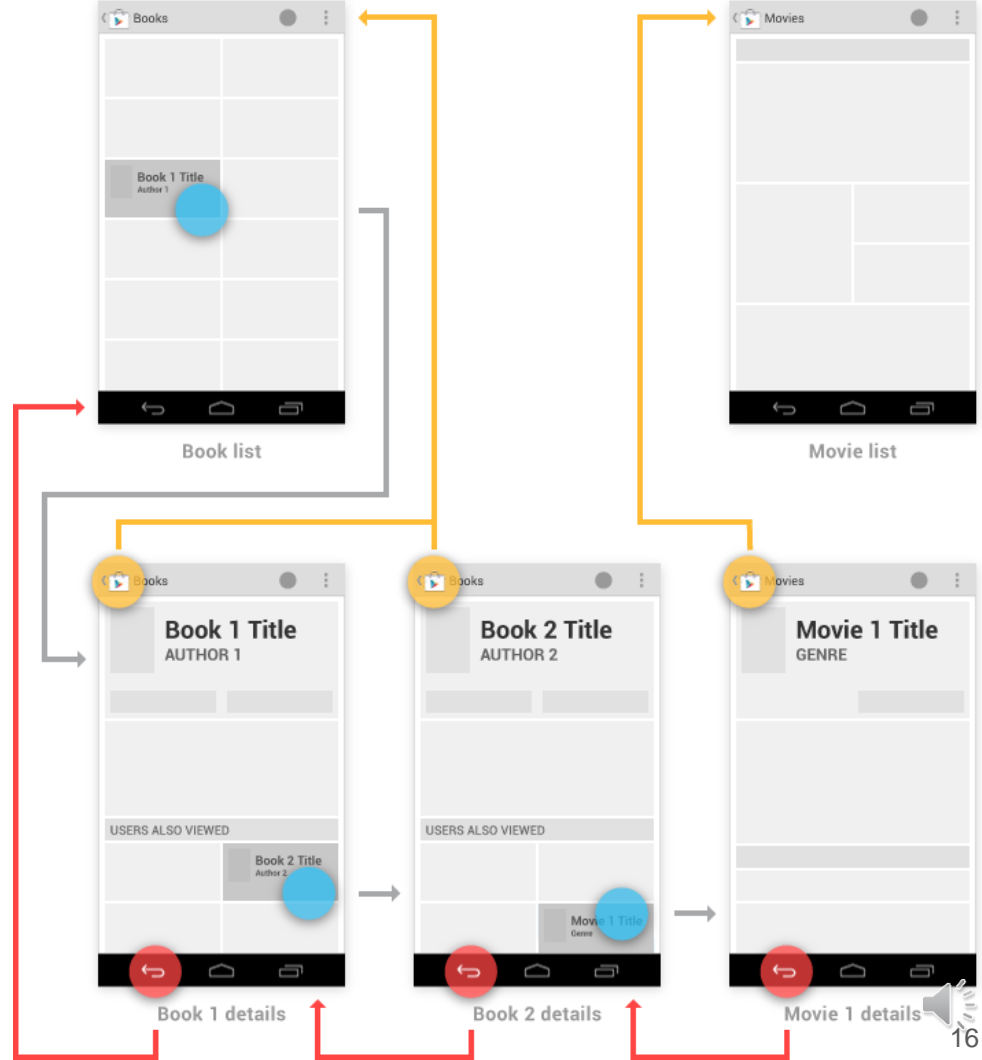 Books
Movies
Book 1 Title
Author 1
Book list
Movie list
Books
Books
Movies
Book 1 Title
AUTHOR 1
Book 2 Title
AUTHOR 2
Movie 1 Title
GENRE
USERS ALSO VIEWED
USERS ALSO VIEWED
Book 2 Title
Author 2
Movie 1 Title
Genre
Book 1 details
Book 2 details
Movie 1 details
16